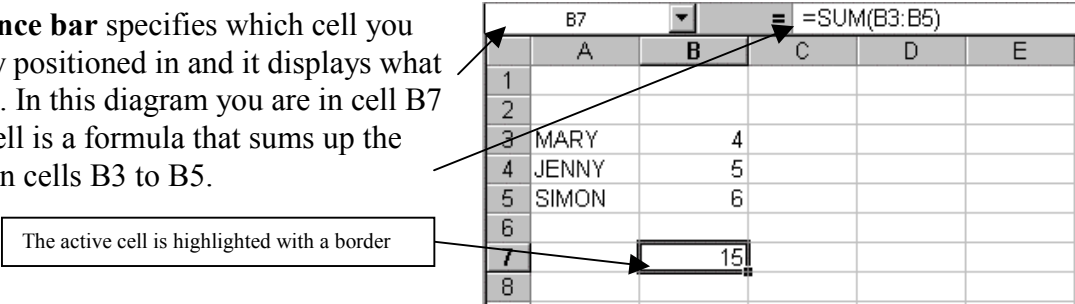 nce bar specifies which cell you
y positioned in and it displays what
. In this diagram you are in cell B7
ell is a formula that sums up the
n cells B3 to B5.
The active cell is highlighted with a border
B7 = =SUM(B3:B5)
A B C D E
1
2
3 MARY 4
4 JENNY 5
5 SIMON 6
6
7 15
8